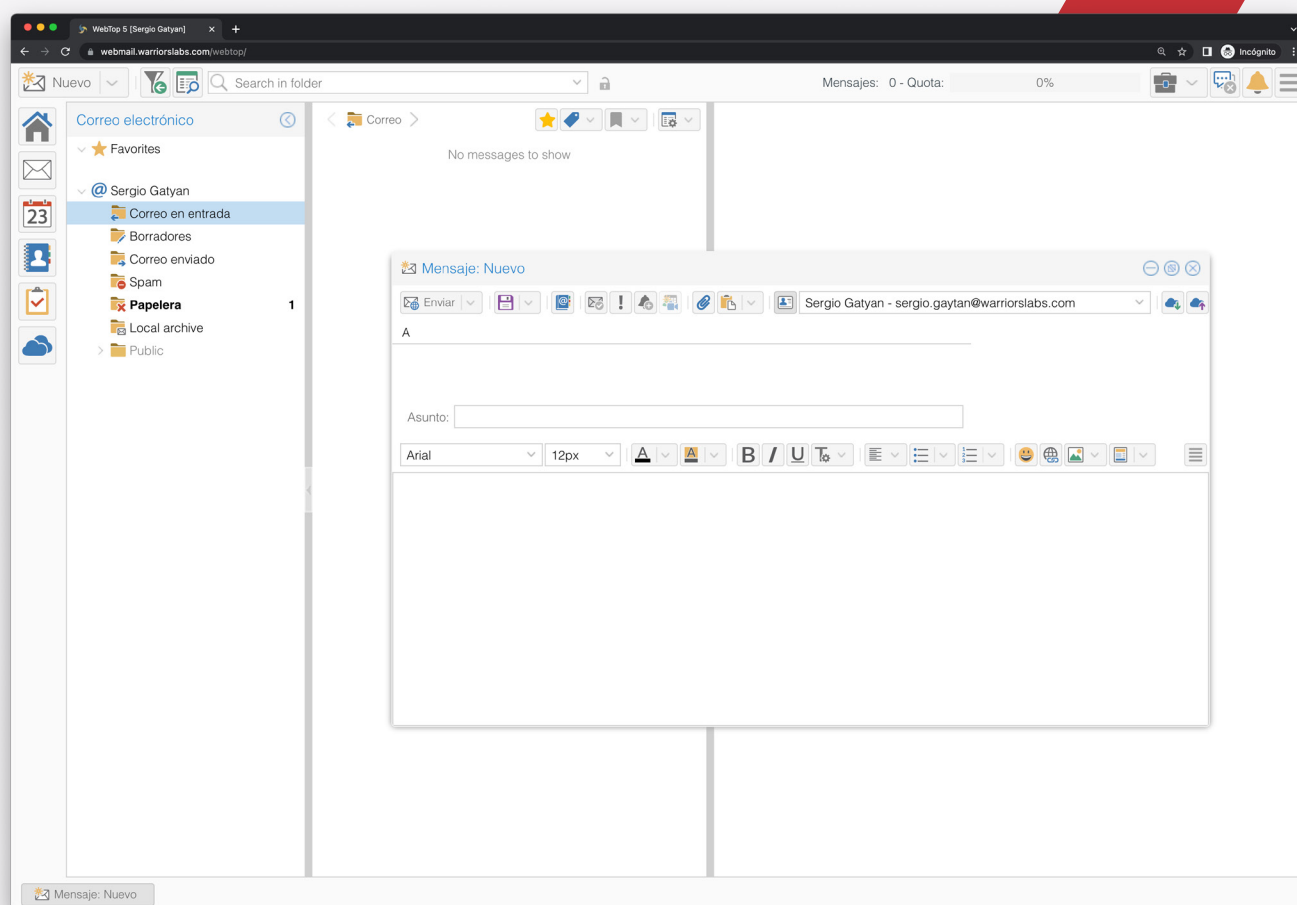 WebTop 5 [Sergio Gatyan]
webmail.warriorslabs.com/webtop/
Incógnito
Nuevo
Search in folder
Mensajes: 0 - Quota: 0%
Correo electrónico
Favorites
Sergio Gatyan
Correo en entrada
Borradores
Correo enviado
Spam
Papelera 1
Local archive
Public
23
Correo
No messages to show
Mensaje: Nuevo
Enviar
Sergio Gatyan - sergio.gaytan@warriorslabs.com
A
Asunto:
Arial 12px A A B I U T
Mensaje: Nuevo